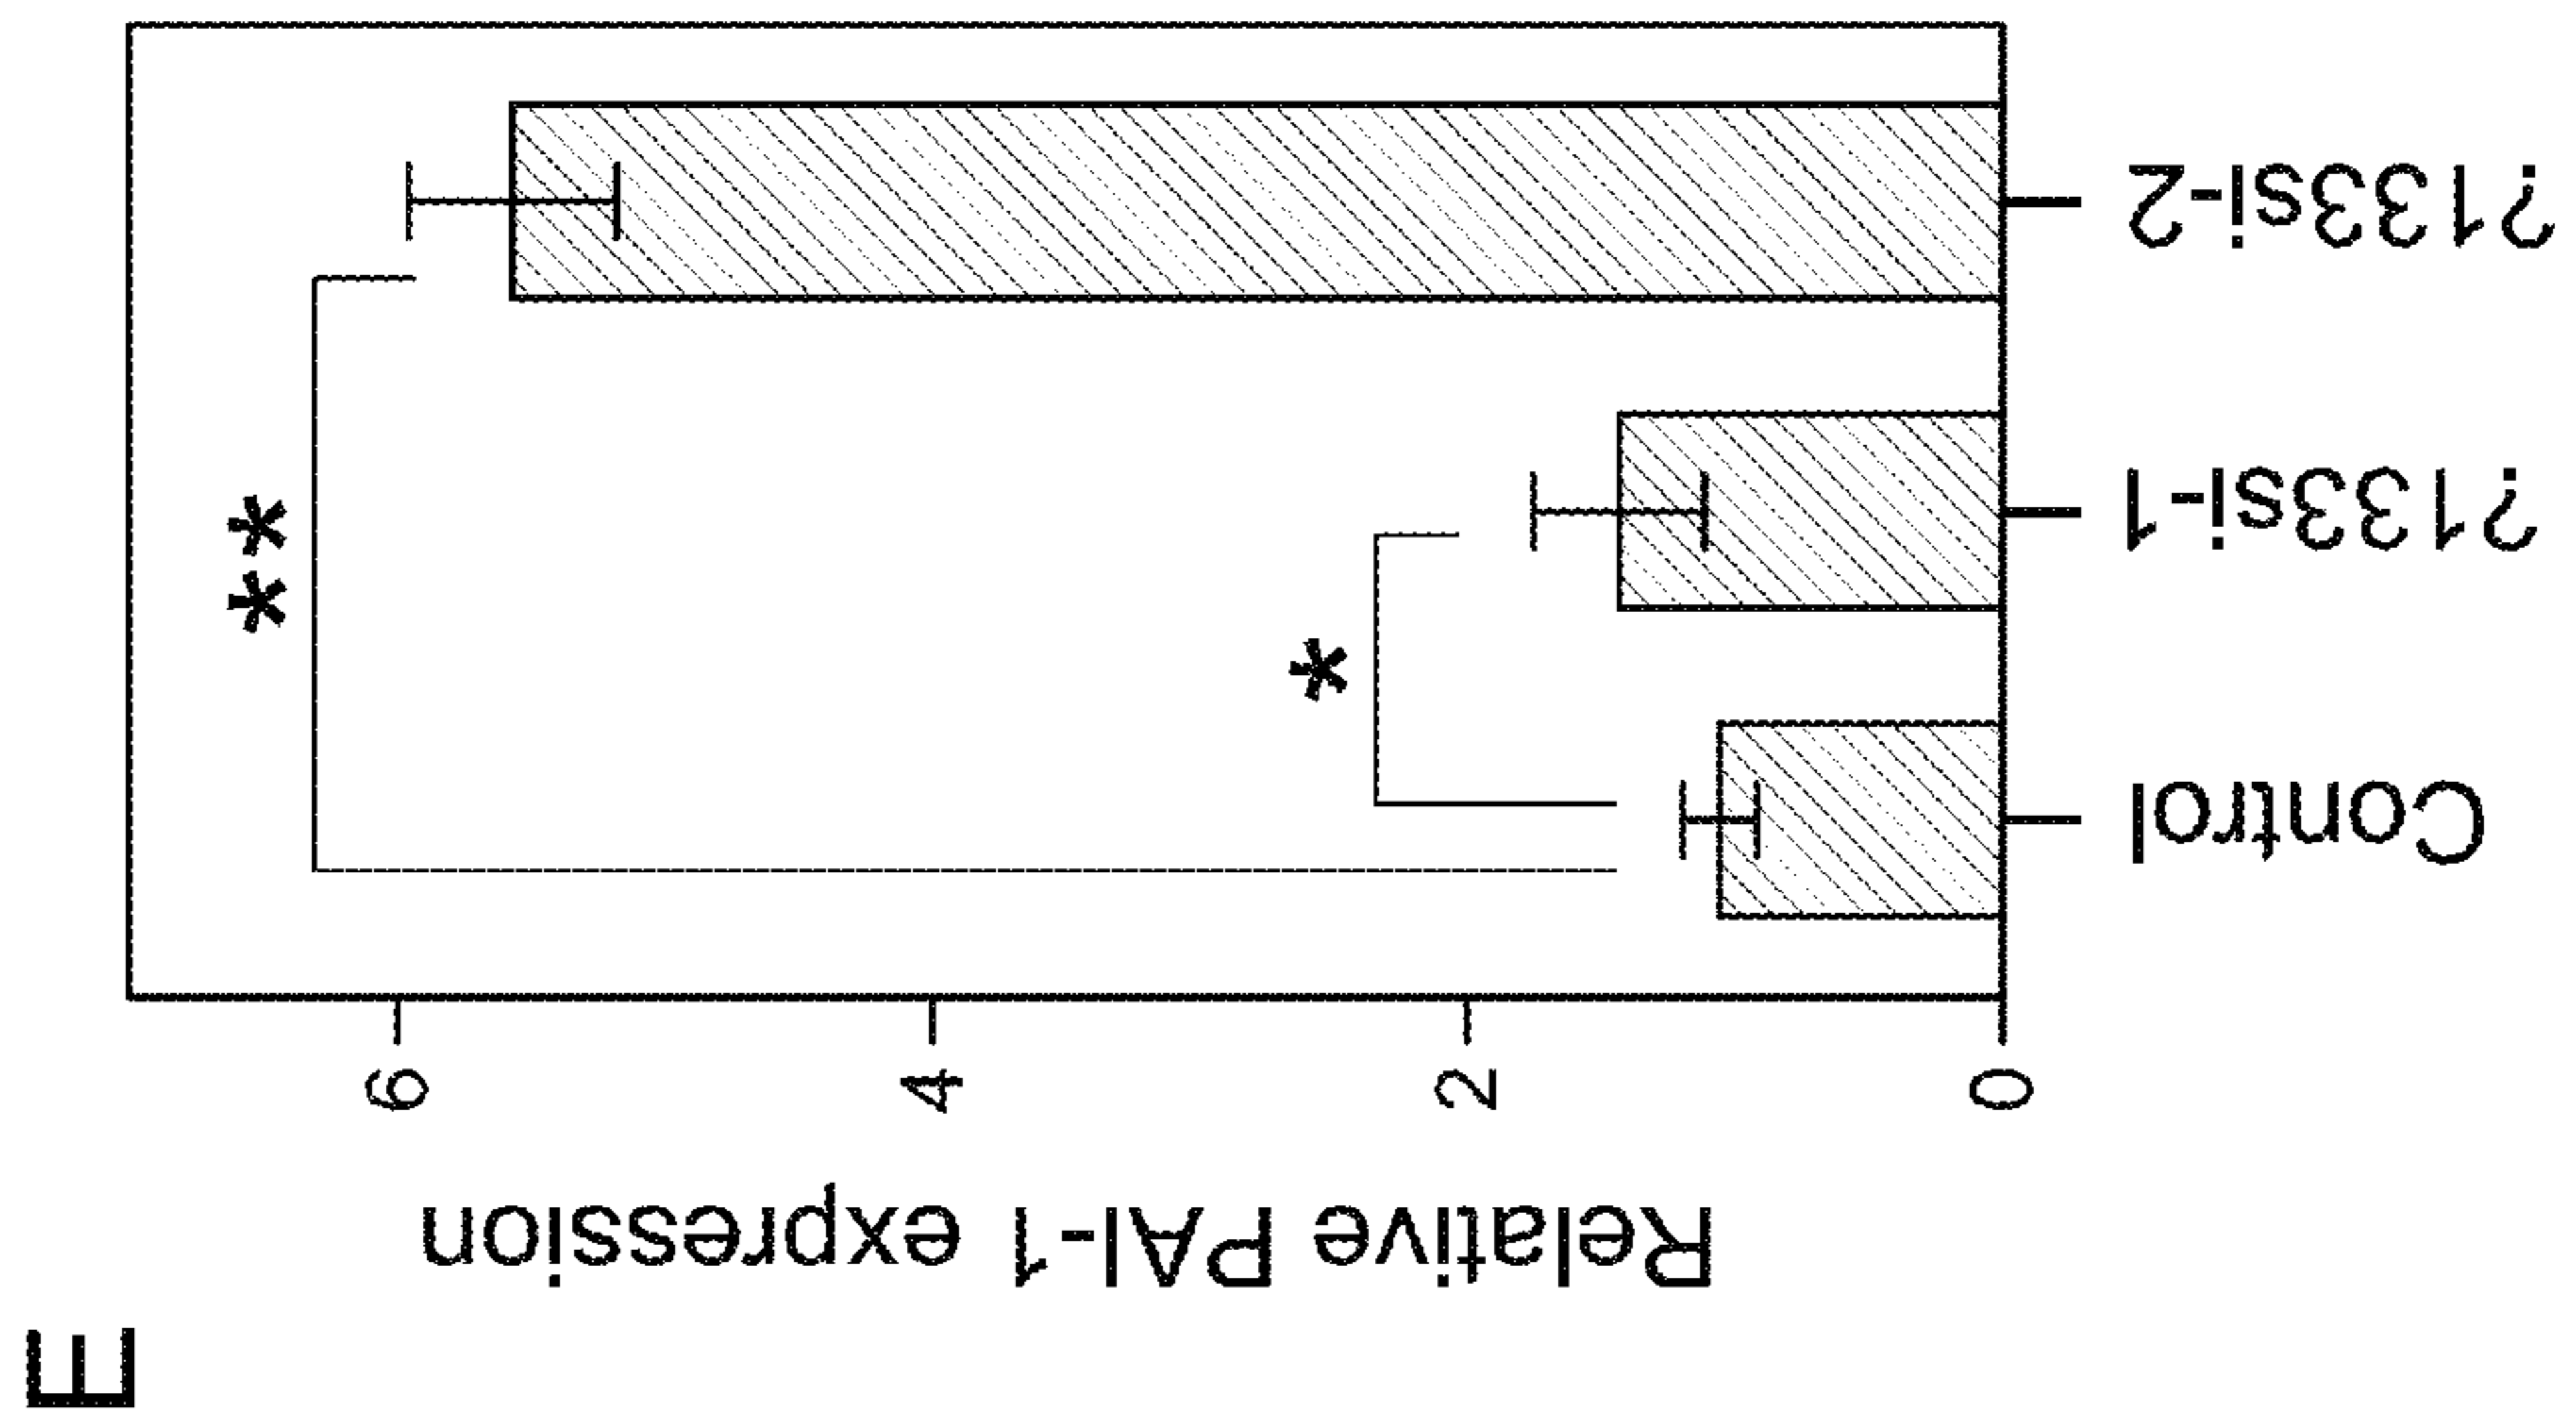 E
Relative PAI-1 expression
6
4
2
0
**
*
Control
?133si-1
?133si-2